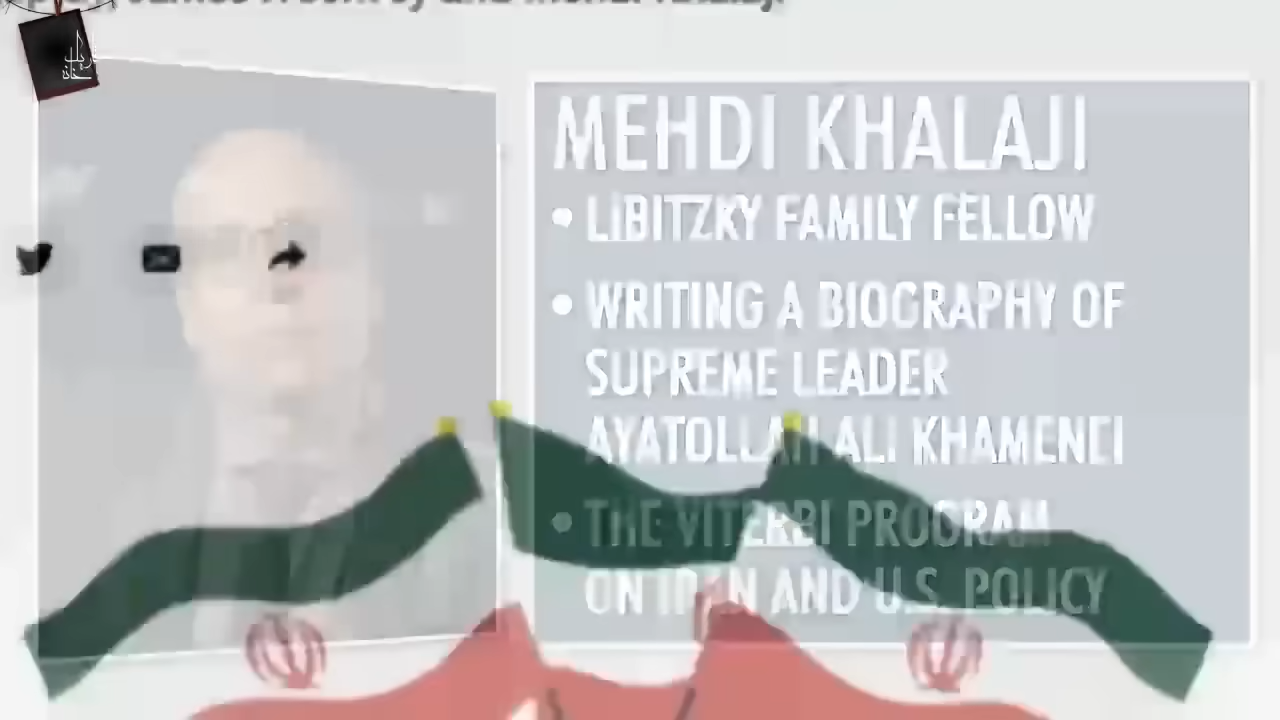 MEHDI KHALAJI
• LIBITZKY FAMILY FELLOW
• WRITING A BIOGRAPHY OF
SUPREME LEADER
AYATOLLAH ALI KHAMENEI
• THE VITERBI PROGRAM
ON IRAN AND U.S. POLICY